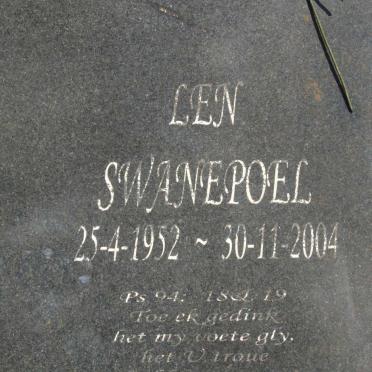 LEN
SWANEPOEL
25-4-1952 ~ 30-11-2004
Ps 94: 18&19
Toe ek gedink
het my voete gly,
het U troue